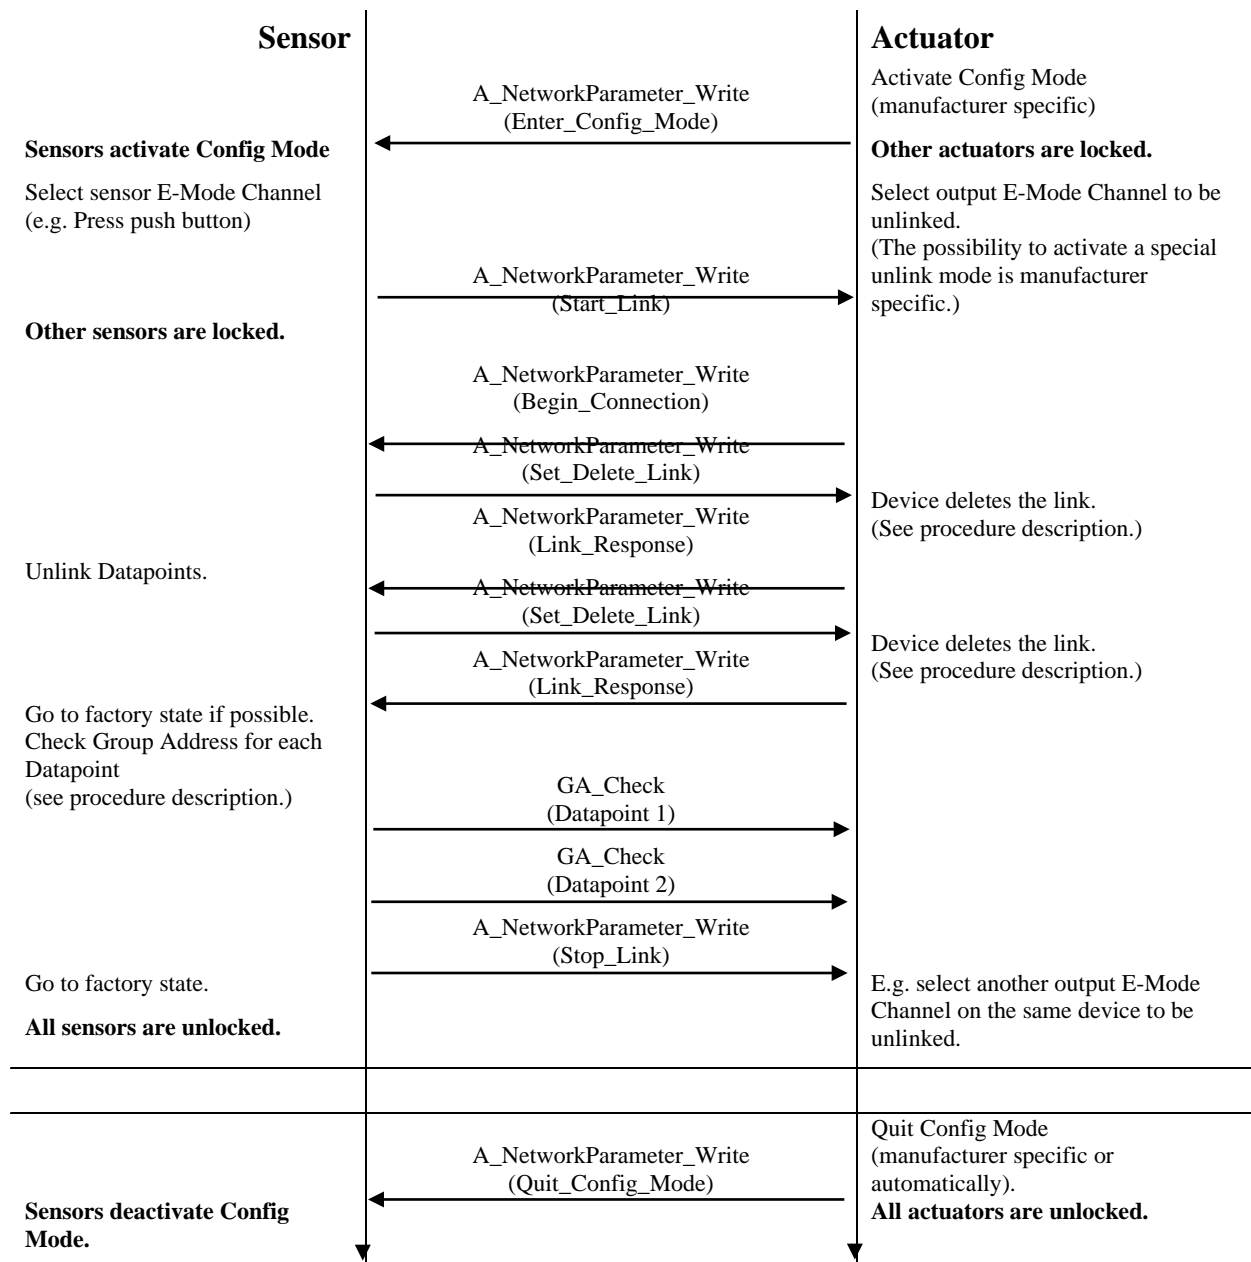 Sensor
Actuator
Activate Config Mode
(manufacturer specific)
A_NetworkParameter_Write
(Enter_Config_Mode)
Sensors activate Config Mode
Other actuators are locked.
Select sensor E-Mode Channel
(e.g. Press push button)
Select output E-Mode Channel to be
unlinked.
(The possibility to activate a special
unlink mode is manufacturer
specific.)
A_NetworkParameter_Write
(Start_Link)
Other sensors are locked.
A_NetworkParameter_Write
(Begin_Connection)
A_NetworkParameter_Write
(Set_Delete_Link)
Device deletes the link.
(See procedure description.)
A_NetworkParameter_Write
(Link_Response)
Unlink Datapoints.
A_NetworkParameter_Write
(Set_Delete_Link)
Device deletes the link.
(See procedure description.)
A_NetworkParameter_Write
(Link_Response)
Go to factory state if possible.
Check Group Address for each
Datapoint
(see procedure description.)
GA_Check
(Datapoint 1)
GA_Check
(Datapoint 2)
A_NetworkParameter_Write
(Stop_Link)
Go to factory state.
All sensors are unlocked.
E.g. select another output E-Mode
Channel on the same device to be
unlinked.
Quit Config Mode
(manufacturer specific or
automatically).
All actuators are unlocked.
A_NetworkParameter_Write
(Quit_Config_Mode)
Sensors deactivate Config
Mode.